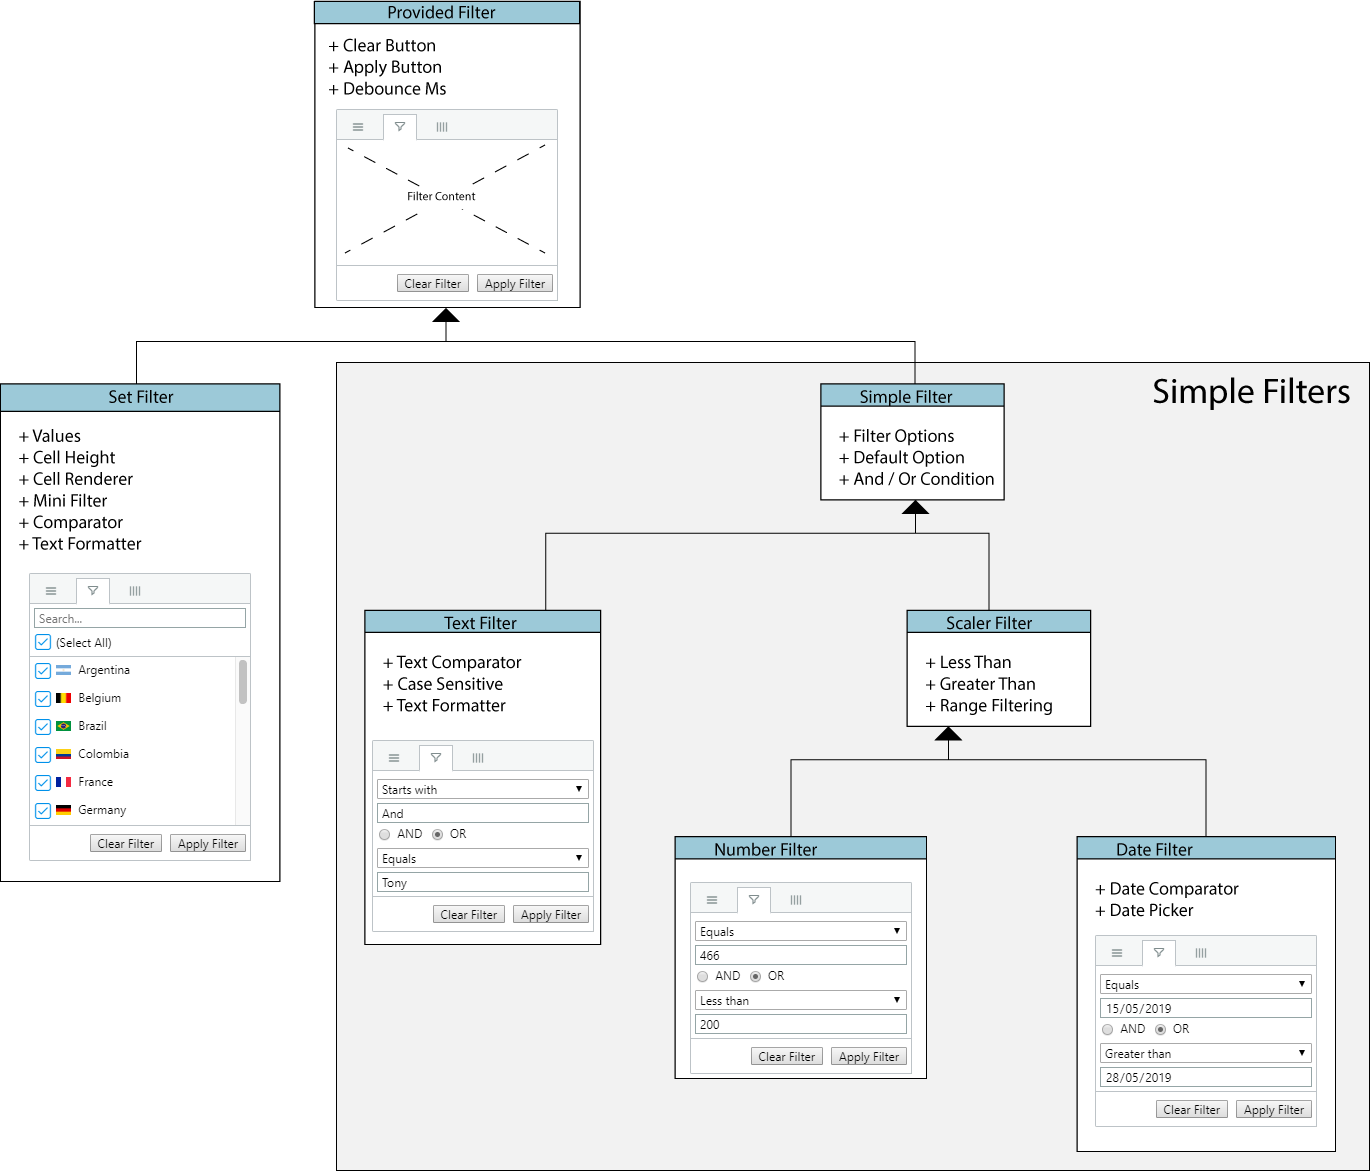 Provided Filter
+ Clear Button
+ Apply Button
+ Debounce Ms
Filter Content
Clear Filter
Apply Filter
Set Filter
+ Values
+ Cell Height
+ Cell Renderer
+ Mini Filter
+ Comparator
+ Text Formatter
Search...
(Select All)
Argentina
Belgium
Brazil
Colombia
France
Germany
Clear Filter
Apply Filter
Simple Filters
Simple Filter
+ Filter Options
+ Default Option
+ And / Or Condition
Text Filter
+ Text Comparator
+ Case Sensitive
+ Text Formatter
Starts with
And
AND OR
Equals
Tony
Clear Filter
Apply Filter
Scaler Filter
+ Less Than
+ Greater Than
+ Range Filtering
Number Filter
Equals
466
AND OR
Less than
200
Clear Filter
Apply Filter
Date Filter
+ Date Comparator
+ Date Picker
Equals
15/05/2019
AND OR
Greater than
28/05/2019
Clear Filter
Apply Filter